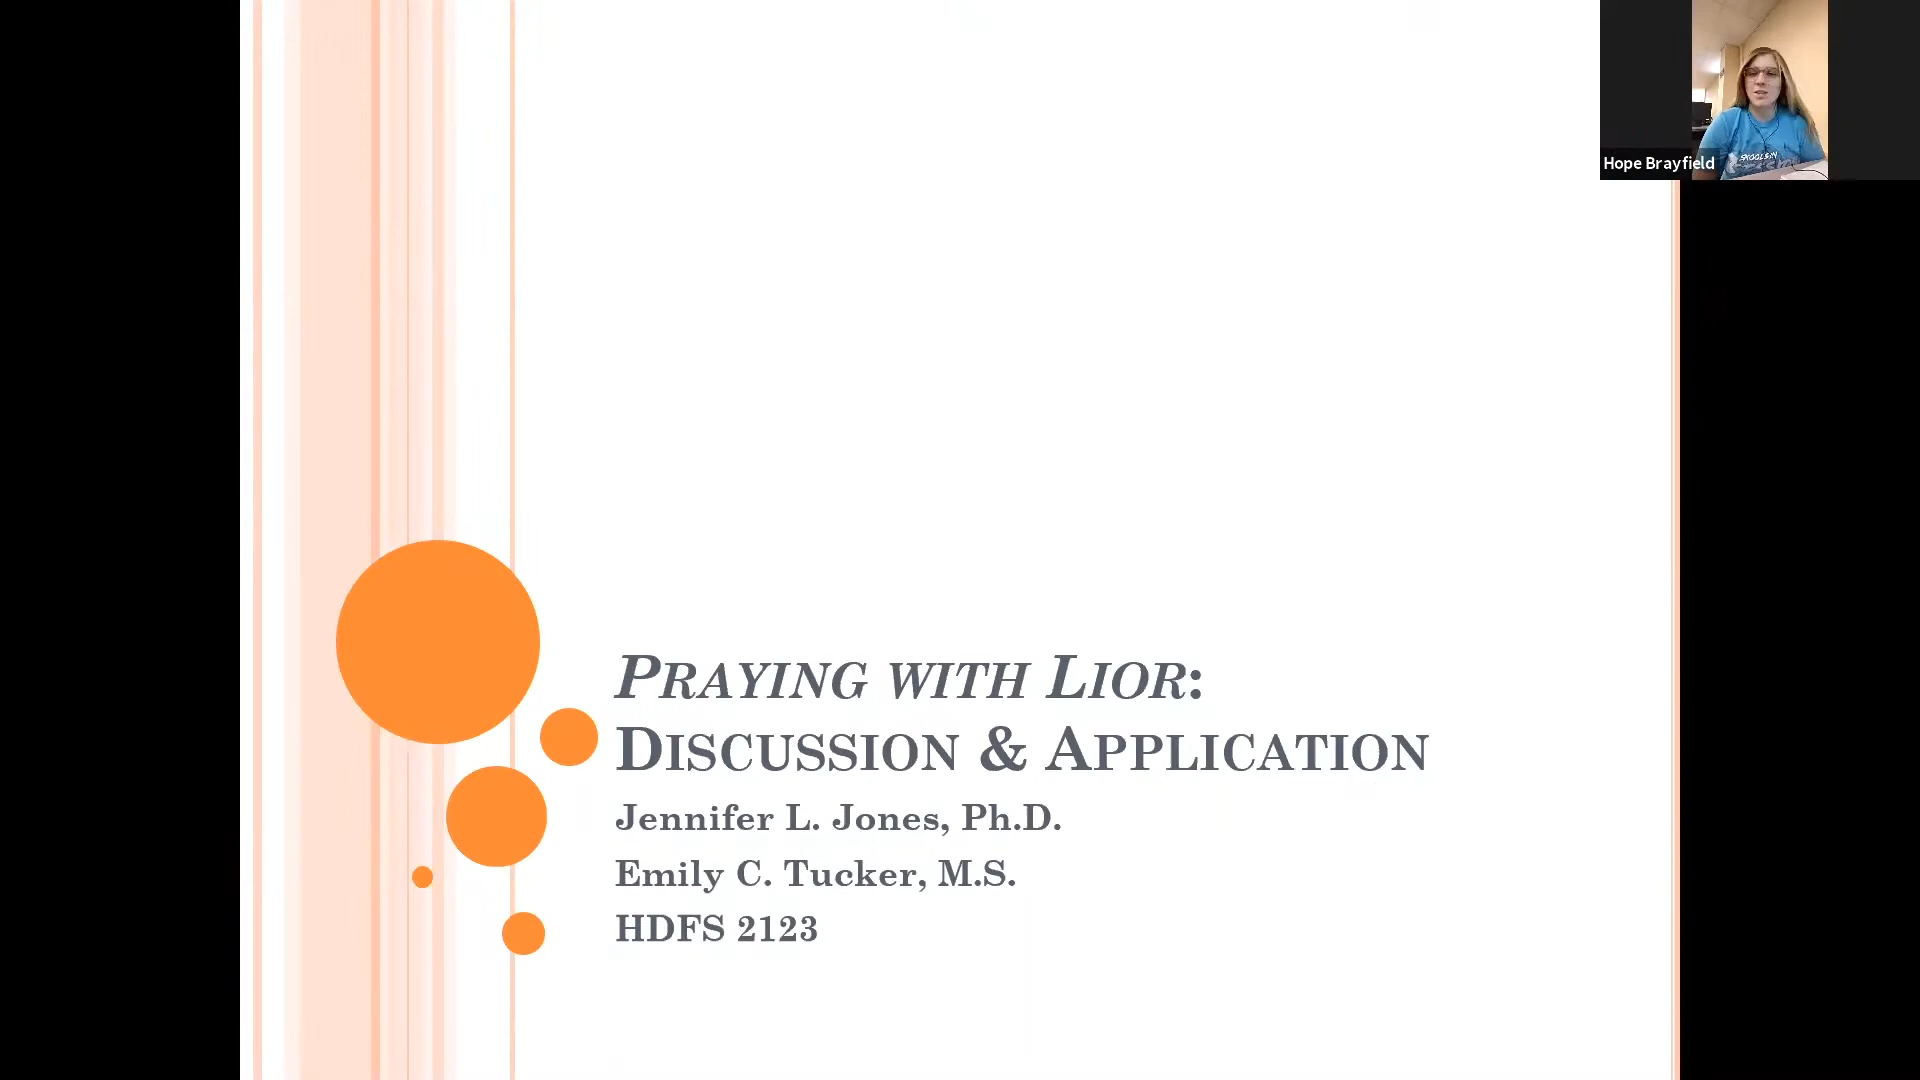 Hope Brayfield
PRAYING WITH LIOR:
DISCUSSION & APPLICATION
Jennifer L. Jones, Ph.D.
Emily C. Tucker, M.S.
HDFS 2123